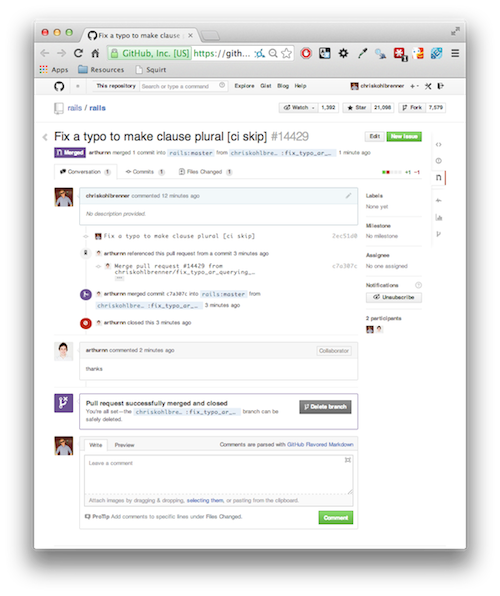 Fix a typo to make clause
GitHub, Inc. [US] https://gith…
Apps Resources Squirt
This repository Search or type a command Explore Gist Blog Help chriskohlbrenner
rails / rails Watch 1,392 Star 21,098 Fork 7,579
Fix a typo to make clause plural [ci skip] #14429 Edit New Issue
Merged arthurnn merged 1 commit into rails:master from chriskohlbre… :fix_typo_or_… 1 minute ago
Conversation 1 Commits 1 Files Changed 1 +1 −1
chriskohlbrenner commented 12 minutes ago
No description provided.
Labels
None yet
Milestone
No milestone
Assignee
No one assigned
Notifications
Unsubscribe
2 participants
Fix a typo to make clause plural [ci skip] 2ec51d0
arthurnn referenced this pull request from a commit 3 minutes ago
Merge pull request #14429 from c7a307c
chriskohlbrenner/fix_typo_or_querying_…
arthurnn merged commit c7a307c into rails:master from
chriskohlbre… :fix_typo_or_… 3 minutes ago
arthurnn closed this 3 minutes ago
arthurnn commented 2 minutes ago Collaborator
thanks
Pull request successfully merged and closed
You're all set—the chriskohlbre… :fix_typo_or_… branch can be
safely deleted.
Delete branch
Write Preview Comments are parsed with GitHub Flavored Markdown
Leave a comment
Attach images by dragging & dropping, selecting them, or pasting from the clipboard.
ProTip Add comments to specific lines under Files Changed.
Comment